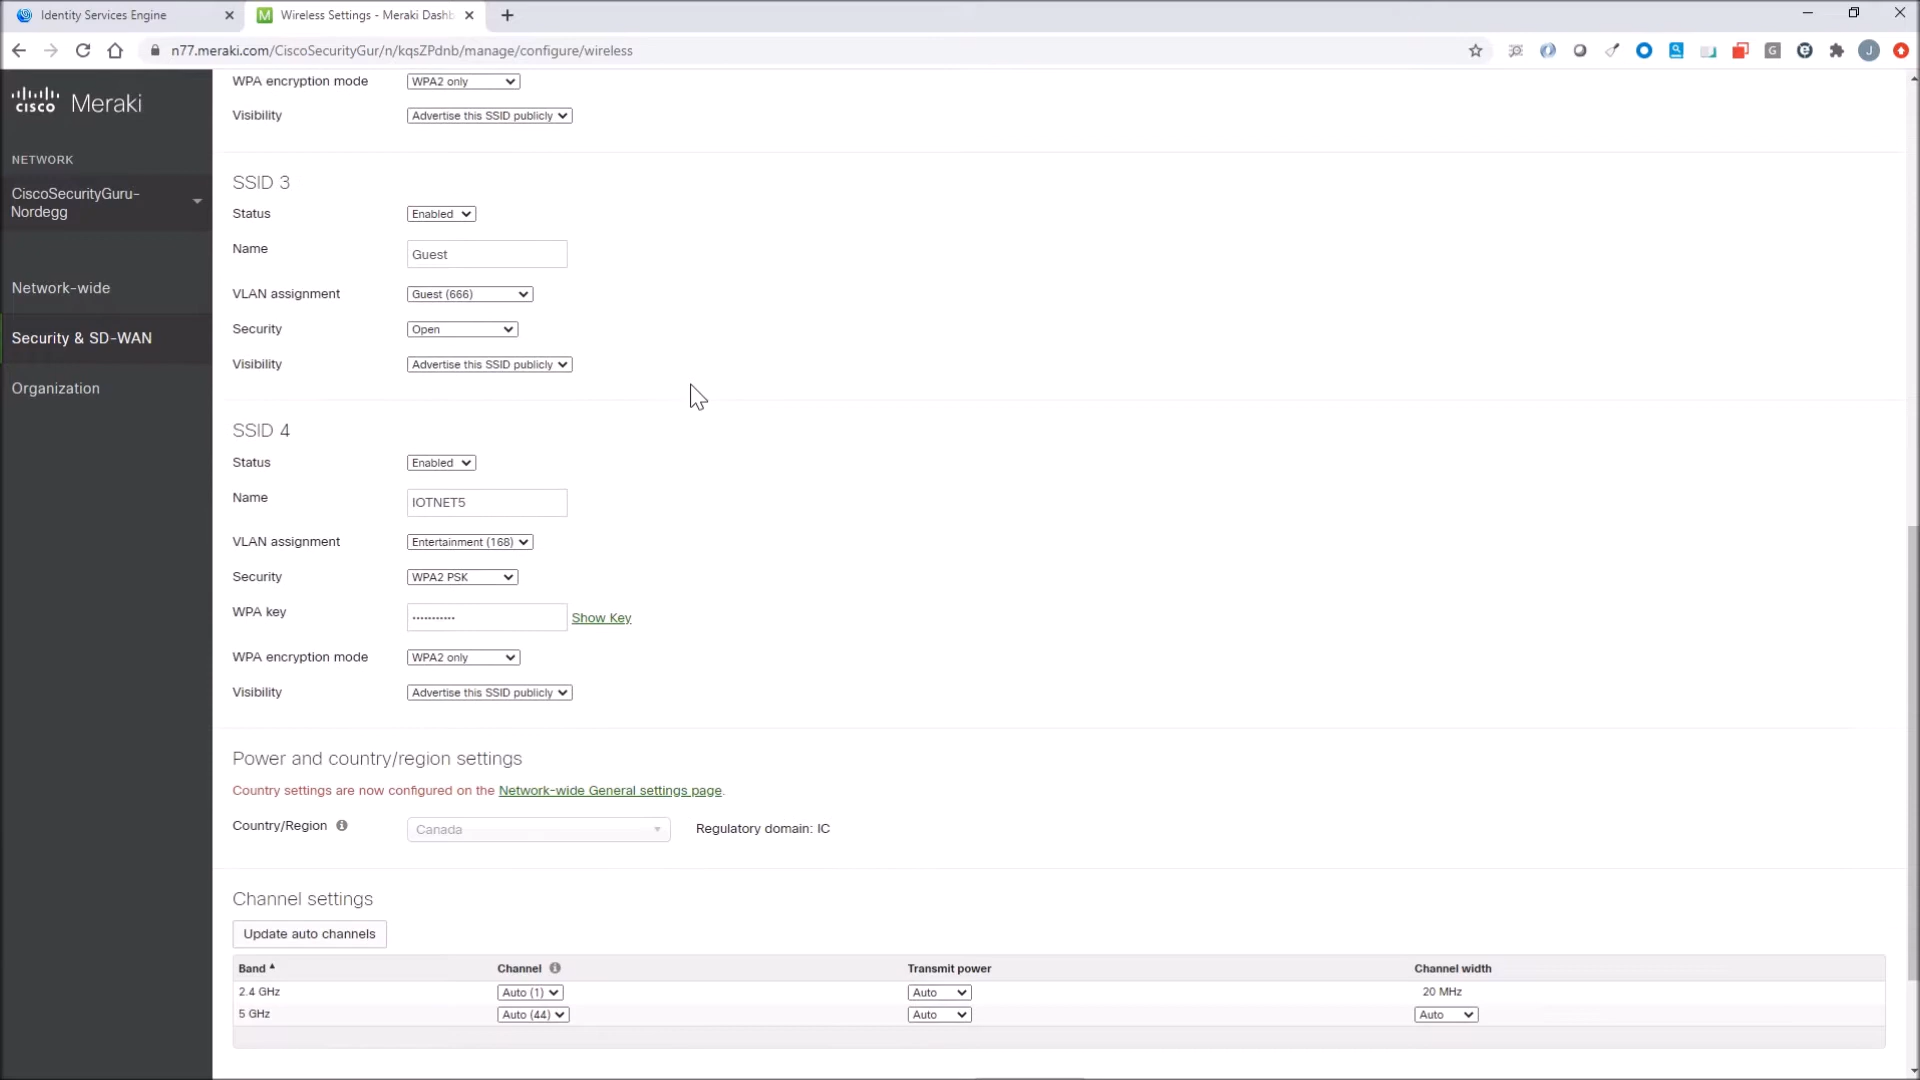 Identity Services Engine
Wireless Settings - Meraki Dashb
n77.meraki.com/CiscoSecurityGur/n/kqsZPdnb/manage/configure/wireless
J
cisco Meraki
NETWORK
CiscoSecurityGuru-
Nordegg
Network-wide
Security & SD-WAN
Organization
WPA encryption mode WPA2 only
Visibility Advertise this SSID publicly
SSID 3
Status Enabled
Name Guest
VLAN assignment Guest (666)
Security Open
Visibility Advertise this SSID publicly
SSID 4
Status Enabled
Name IOTNET5
VLAN assignment Entertainment (168)
Security WPA2 PSK
WPA key ••••••••••• Show Key
WPA encryption mode WPA2 only
Visibility Advertise this SSID publicly
Power and country/region settings
Country settings are now configured on the Network-wide General settings page.
Country/Region Canada Regulatory domain: IC
Channel settings
Update auto channels
Band Channel Transmit power Channel width
2.4 GHz Auto (1) Auto 20 MHz
5 GHz Auto (44) Auto Auto